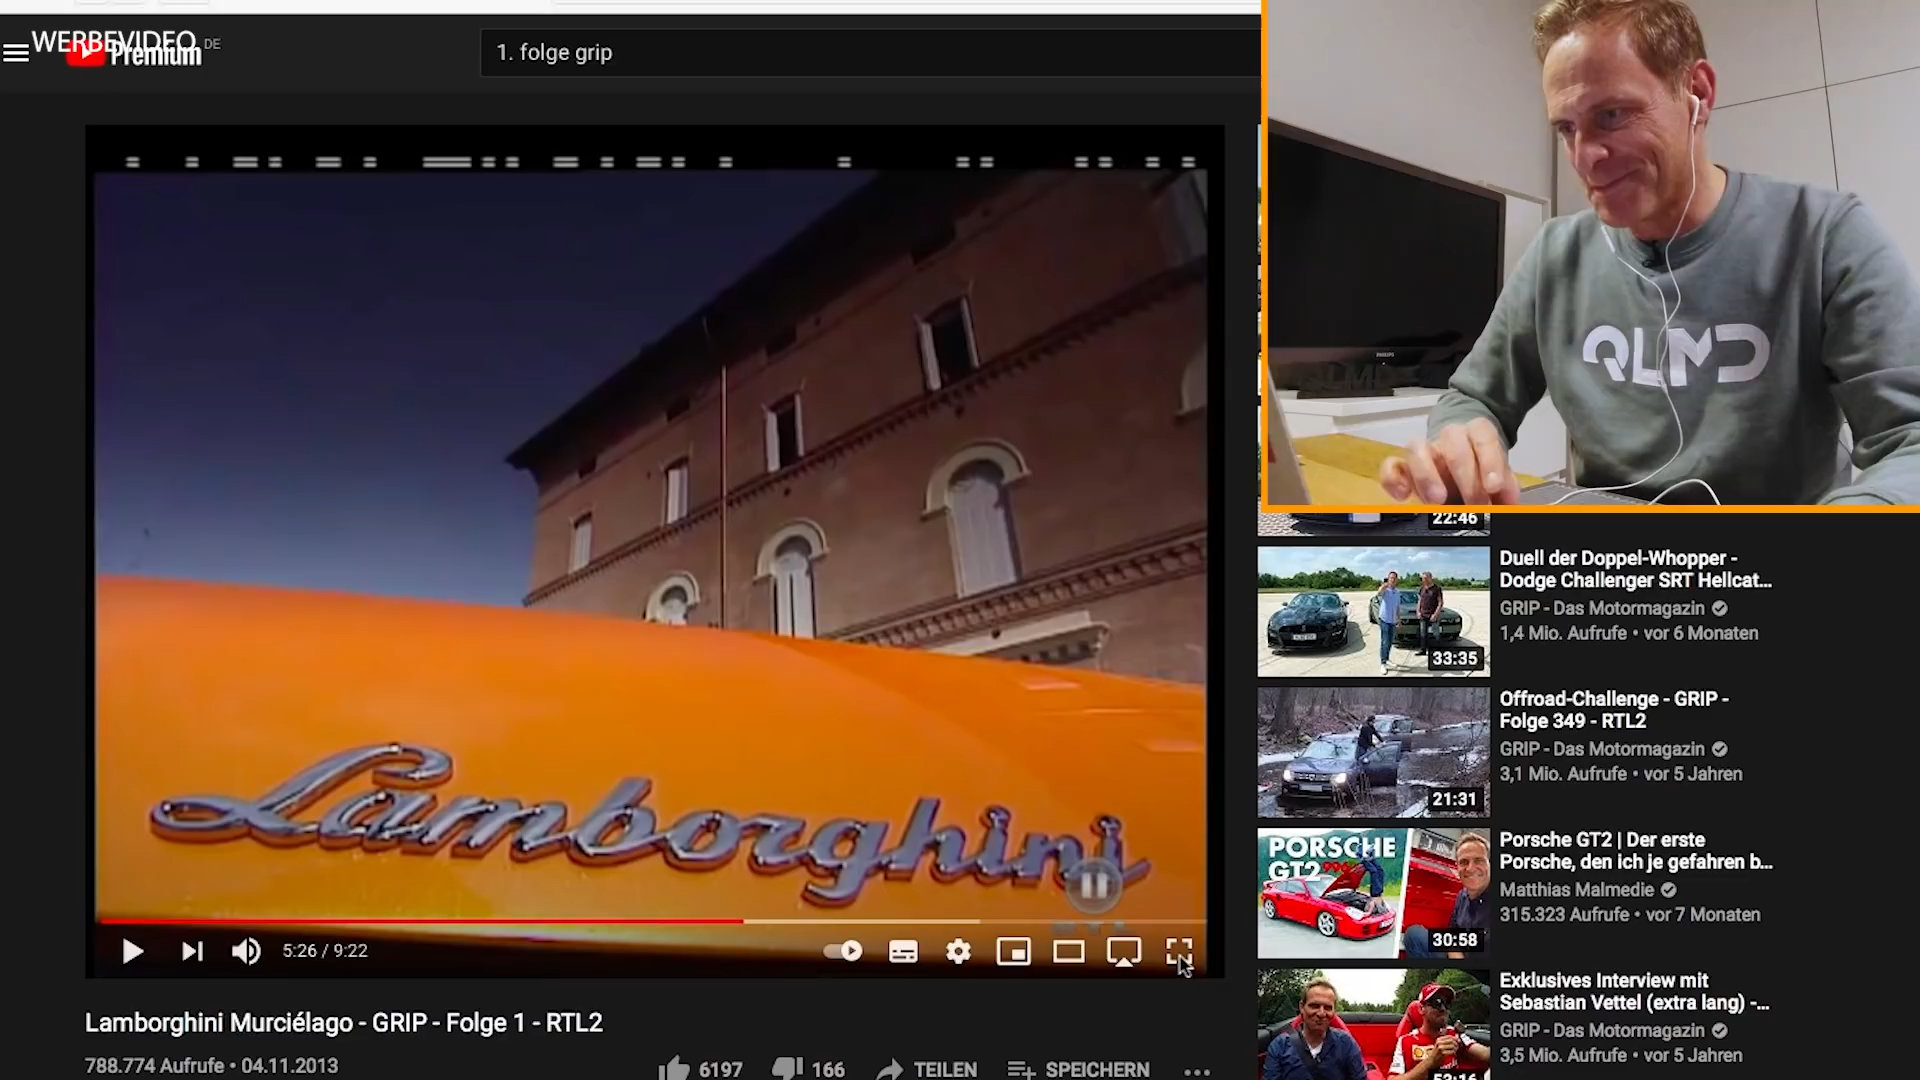 WERBEVIDEO
Premium DE
1. folge grip
QLMD
PHILIPS
Lamborghini
5:26 / 9:22
Lamborghini Murciélago - GRIP - Folge 1 - RTL2
788.774 Aufrufe • 04.11.2013
6197
166
TEILEN
SPEICHERN
22:46
Duell der Doppel-Whopper -
Dodge Challenger SRT Hellcat...
GRIP - Das Motormagazin
1,4 Mio. Aufrufe • vor 6 Monaten
33:35
Offroad-Challenge - GRIP -
Folge 349 - RTL2
GRIP - Das Motormagazin
3,1 Mio. Aufrufe • vor 5 Jahren
21:31
PORSCHE
GT2
Porsche GT2 | Der erste
Porsche, den ich je gefahren b...
Matthias Malmedie
315.323 Aufrufe • vor 7 Monaten
30:58
Exklusives Interview mit
Sebastian Vettel (extra lang) -...
GRIP - Das Motormagazin
3,5 Mio. Aufrufe • vor 5 Jahren
53:16